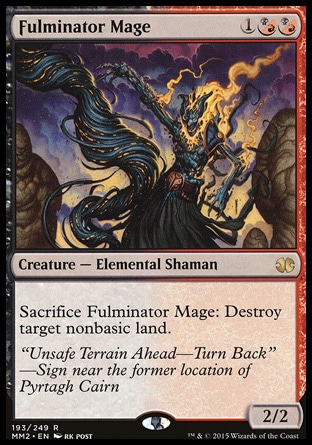 Fulminator Mage 1
Creature — Elemental Shaman
Sacrifice Fulminator Mage: Destroy
target nonbasic land.
“Unsafe Terrain Ahead—Turn Back”
—Sign near the former location of
Pyrtagh Cairn
2/2
193/249 R
MM2 • EN RK POST
™ & © 2015 Wizards of the Coast